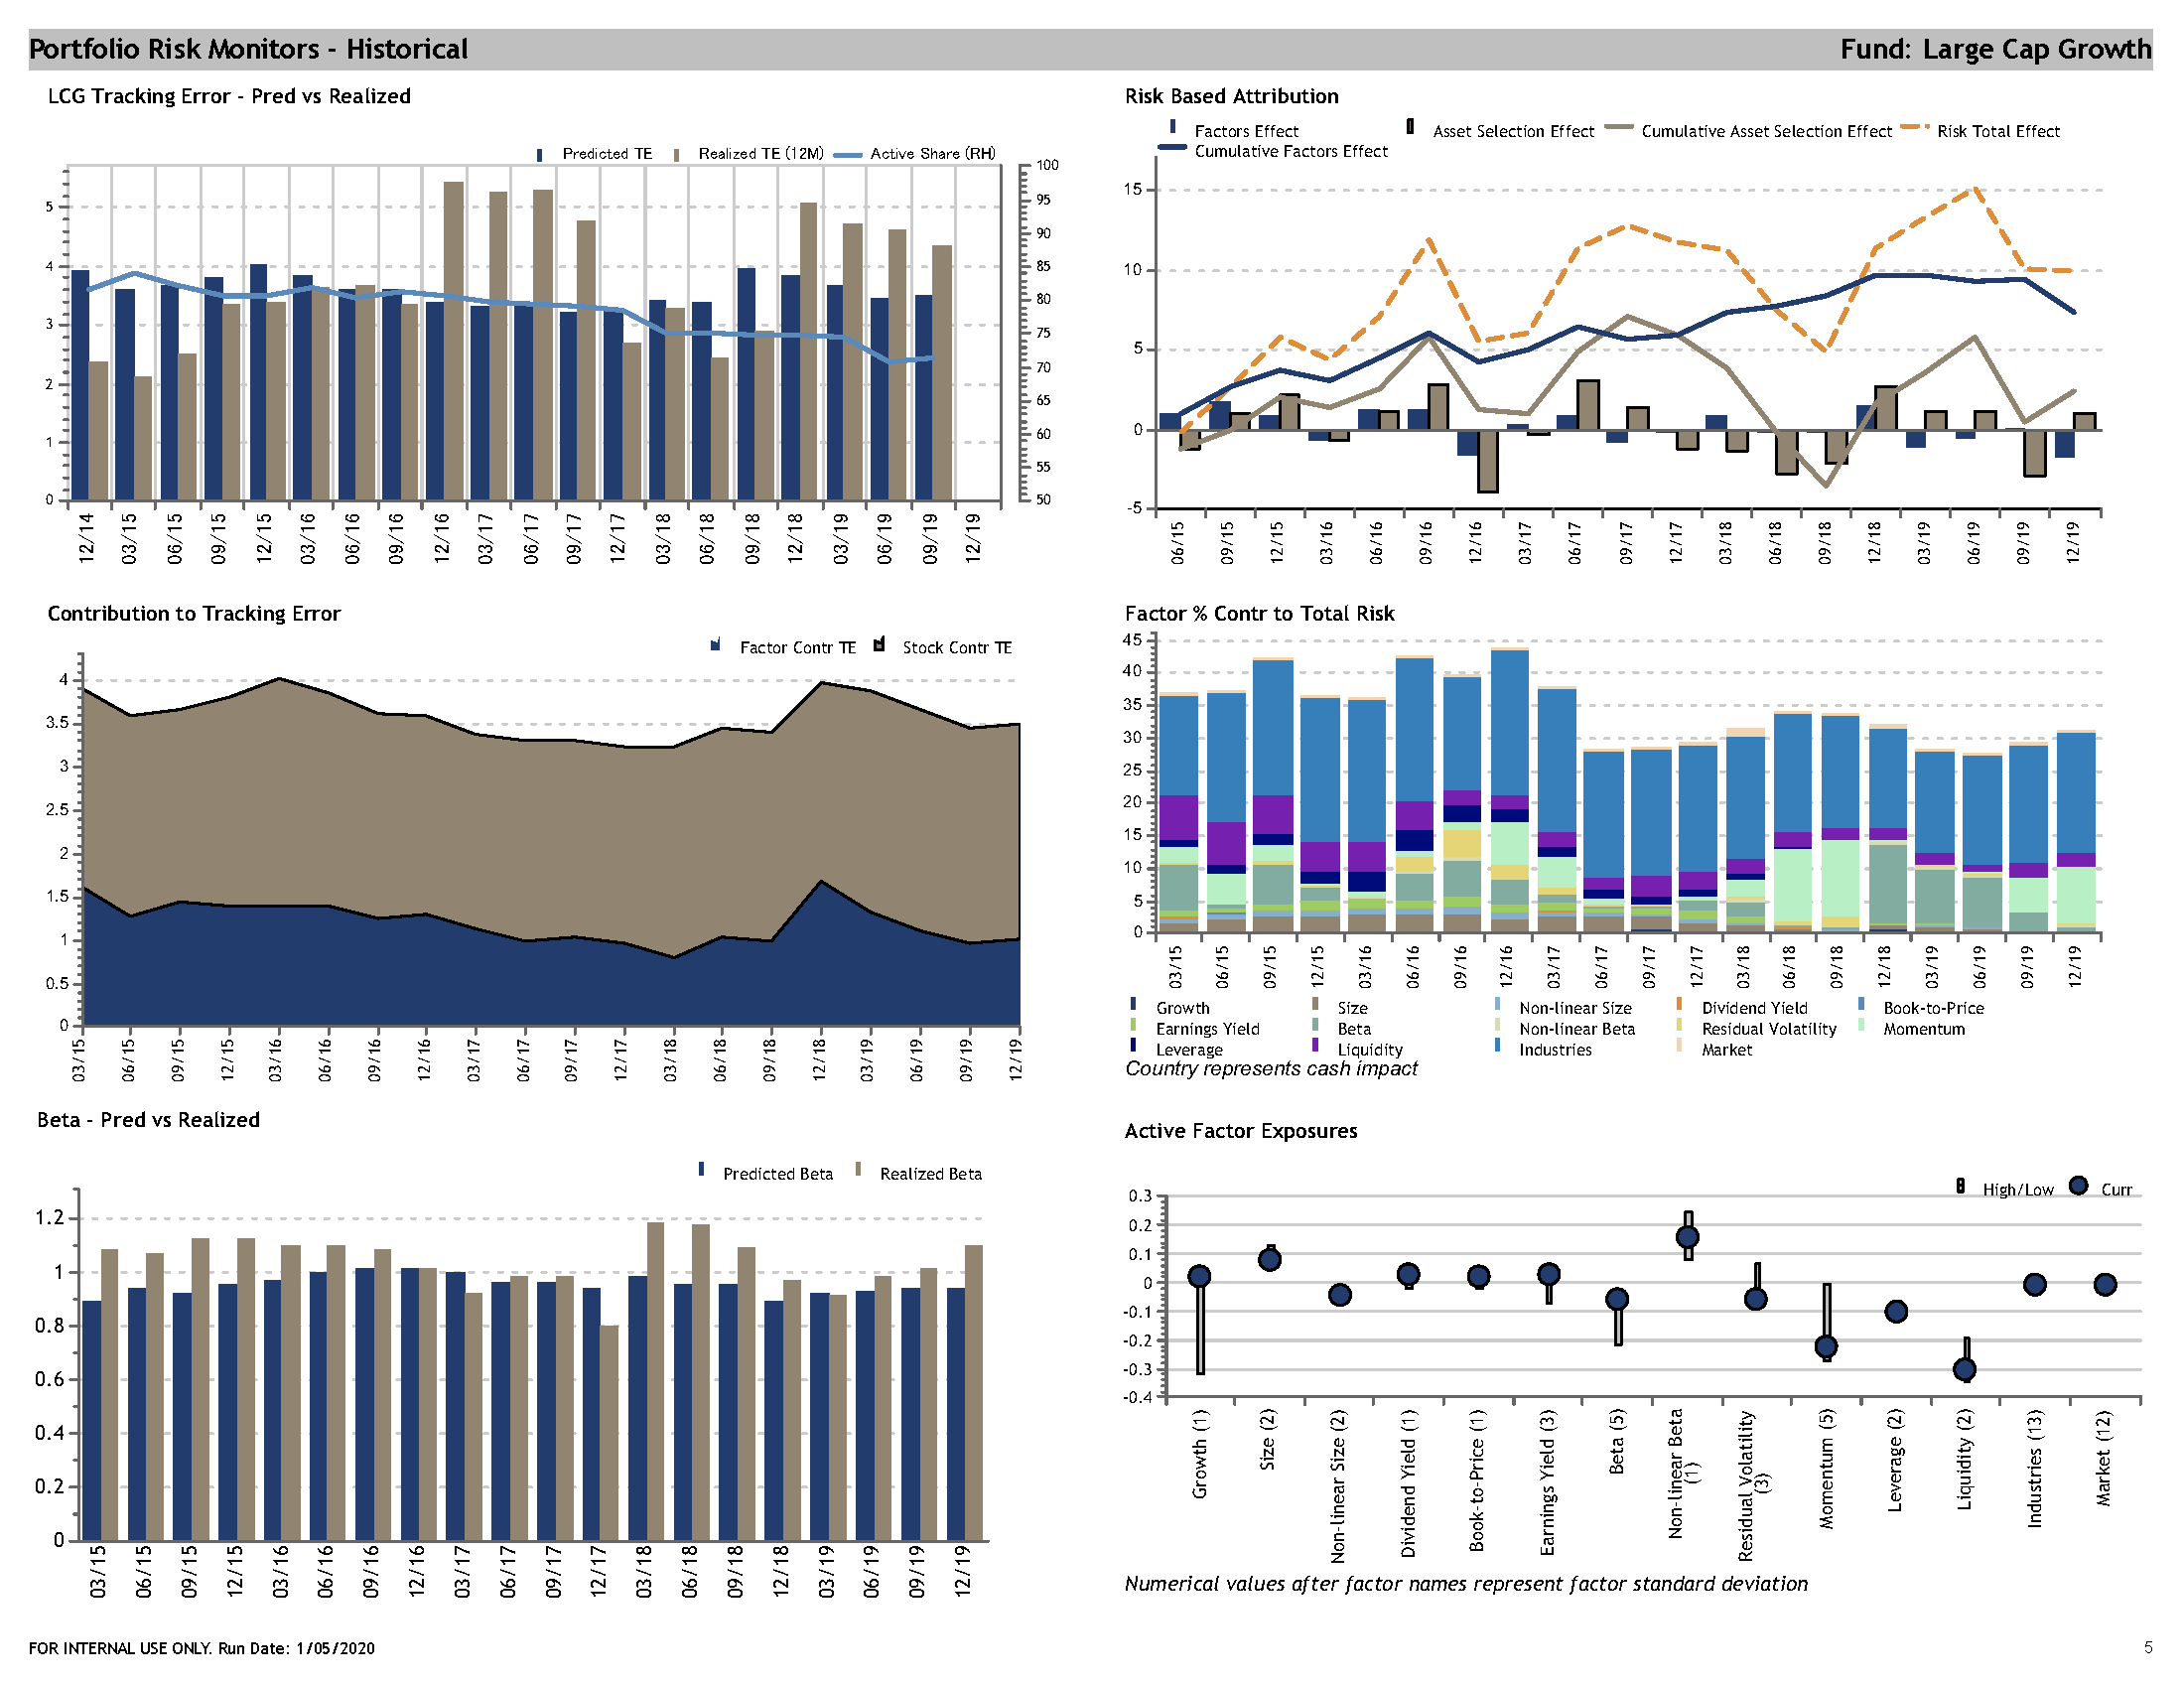 Portfolio Risk Monitors - Historical
Fund: Large Cap Growth
LCG Tracking Error - Pred vs Realized
Predicted TE Realized TE (12M) Active Share (RH)
5
4
3
2
1
0
100
95
90
85
80
75
70
65
60
55
50
12/14 03/15 06/15 09/15 12/15 03/16 06/16 09/16 12/16 03/17 06/17 09/17 12/17 03/18 06/18 09/18 12/18 03/19 06/19 09/19 12/19
Risk Based Attribution
Factors Effect Asset Selection Effect Cumulative Asset Selection Effect Risk Total Effect
Cumulative Factors Effect
15
10
5
0
-5
06/15 09/15 12/15 03/16 06/16 09/16 12/16 03/17 06/17 09/17 12/17 03/18 06/18 09/18 12/18 03/19 06/19 09/19 12/19
Contribution to Tracking Error
Factor Contr TE Stock Contr TE
4
3.5
3
2.5
2
1.5
1
0.5
0
03/15 06/15 09/15 12/15 03/16 06/16 09/16 12/16 03/17 06/17 09/17 12/17 03/18 06/18 09/18 12/18 03/19 06/19 09/19 12/19
Factor % Contr to Total Risk
45
40
35
30
25
20
15
10
5
0
03/15 06/15 09/15 12/15 03/16 06/16 09/16 12/16 03/17 06/17 09/17 12/17 03/18 06/18 09/18 12/18 03/19 06/19 09/19 12/19
Growth Size Non-linear Size Dividend Yield Book-to-Price
Earnings Yield Beta Non-linear Beta Residual Volatility Momentum
Leverage Liquidity Industries Market
Country represents cash impact
Beta - Pred vs Realized
Predicted Beta Realized Beta
1.2
1
0.8
0.6
0.4
0.2
0
03/15 06/15 09/15 12/15 03/16 06/16 09/16 12/16 03/17 06/17 09/17 12/17 03/18 06/18 09/18 12/18 03/19 06/19 09/19 12/19
Active Factor Exposures
High/Low Curr
0.3
0.2
0.1
0
-0.1
-0.2
-0.3
-0.4
Growth (1)
Size (2)
Non-linear Size (2)
Dividend Yield (1)
Book-to-Price (1)
Earnings Yield (3)
Beta (5)
Non-linear Beta
(1)
Residual Volatility
(3)
Momentum (5)
Leverage (2)
Liquidity (2)
Industries (13)
Market (12)
Numerical values after factor names represent factor standard deviation
FOR INTERNAL USE ONLY. Run Date: 1/05/2020
5